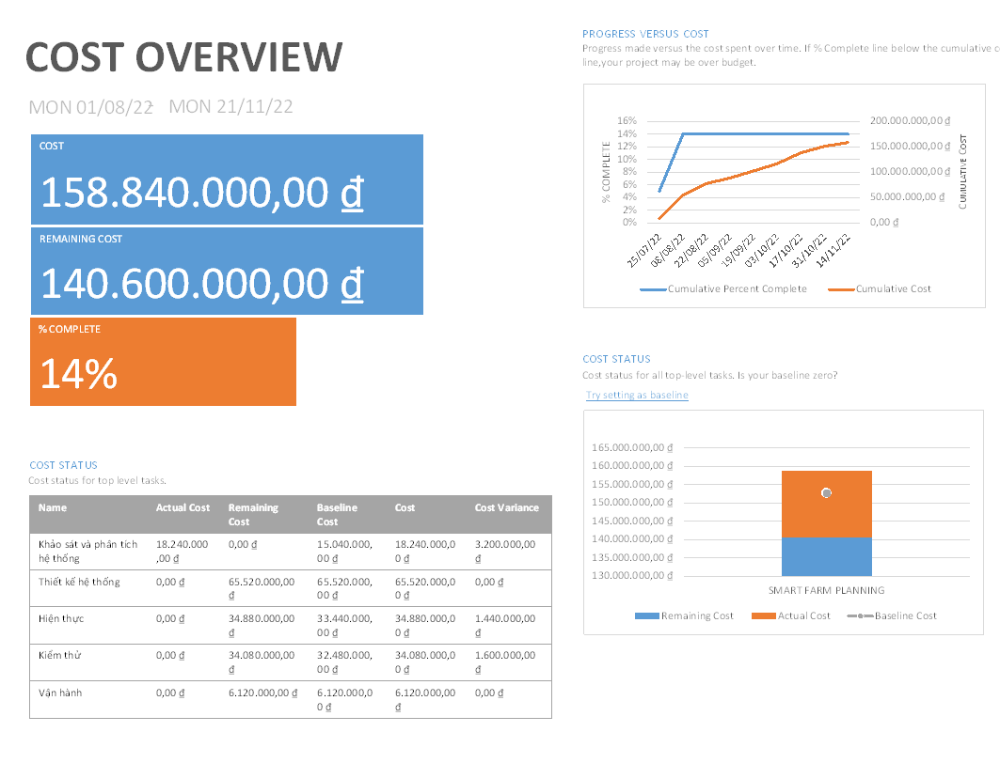 COST OVERVIEW
MON 01/08/22 - MON 21/11/22
COST
158.840.000,00 ₫
REMAINING COST
140.600.000,00 ₫
% COMPLETE
14%
COST STATUS
Cost status for top level tasks.
Name Actual Cost Remaining Cost Baseline Cost Cost Cost Variance
Khảo sát và phân tích hệ thống 18.240.000,00 ₫ 0,00 ₫ 15.040.000,00 ₫ 18.240.000,00 ₫ 3.200.000,00 ₫
Thiết kế hệ thống 0,00 ₫ 65.520.000,00 ₫ 65.520.000,00 ₫ 65.520.000,00 ₫ 0,00 ₫
Hiện thực 0,00 ₫ 34.880.000,00 ₫ 33.440.000,00 ₫ 34.880.000,00 ₫ 1.440.000,00 ₫
Kiểm thử 0,00 ₫ 34.080.000,00 ₫ 32.480.000,00 ₫ 34.080.000,00 ₫ 1.600.000,00 ₫
Vận hành 0,00 ₫ 6.120.000,00 ₫ 6.120.000,00 ₫ 6.120.000,00 ₫ 0,00 ₫
PROGRESS VERSUS COST
Progress made versus the cost spent over time. If % Complete line below the cumulative c
line,your project may be over budget.
% COMPLETE
16%
14%
12%
10%
8%
6%
4%
2%
0%
200.000.000,00 ₫
150.000.000,00 ₫
100.000.000,00 ₫
50.000.000,00 ₫
0,00 ₫
CUMULATIVE COST
25/07/22
08/08/22
22/08/22
05/09/22
19/09/22
03/10/22
17/10/22
31/10/22
14/11/22
Cumulative Percent Complete
Cumulative Cost
COST STATUS
Cost status for all top-level tasks. Is your baseline zero?
Try setting as baseline
165.000.000,00 ₫
160.000.000,00 ₫
155.000.000,00 ₫
150.000.000,00 ₫
145.000.000,00 ₫
140.000.000,00 ₫
135.000.000,00 ₫
130.000.000,00 ₫
SMART FARM PLANNING
Remaining Cost
Actual Cost
Baseline Cost